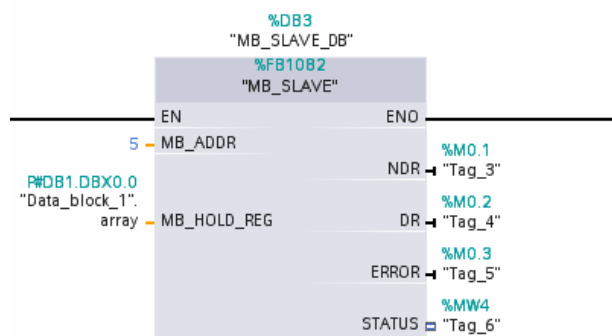 %DB3
"MB_SLAVE_DB"
%FB1082
"MB_SLAVE"
EN ENO
5 MB_ADDR
%M0.1
NDR "Tag_3"
P#DB1.DBX0.0
"Data_block_1".
array MB_HOLD_REG
%M0.2
DR "Tag_4"
%M0.3
ERROR "Tag_5"
%MW4
STATUS "Tag_6"